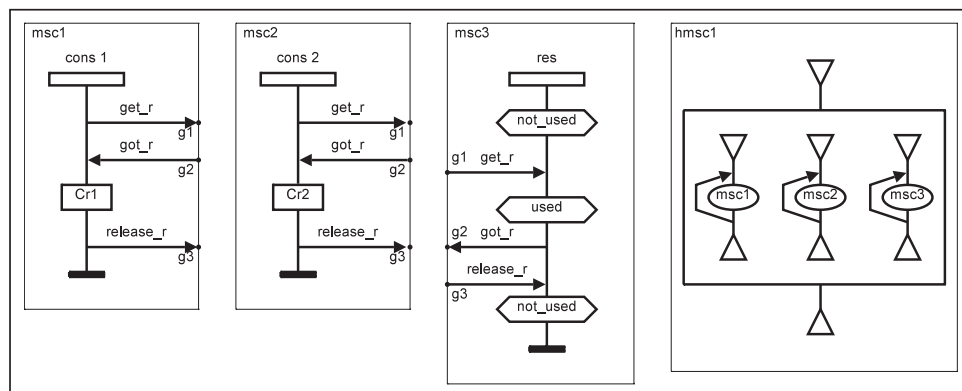 msc1
cons 1
get_r
g1
got_r
g2
Cr1
release_r
g3
msc2
cons 2
get_r
g1
got_r
g2
Cr2
release_r
g3
msc3
res
not_used
g1 get_r
used
g2 got_r
release_r
g3
not_used
hmsc1
msc1 msc2 msc3